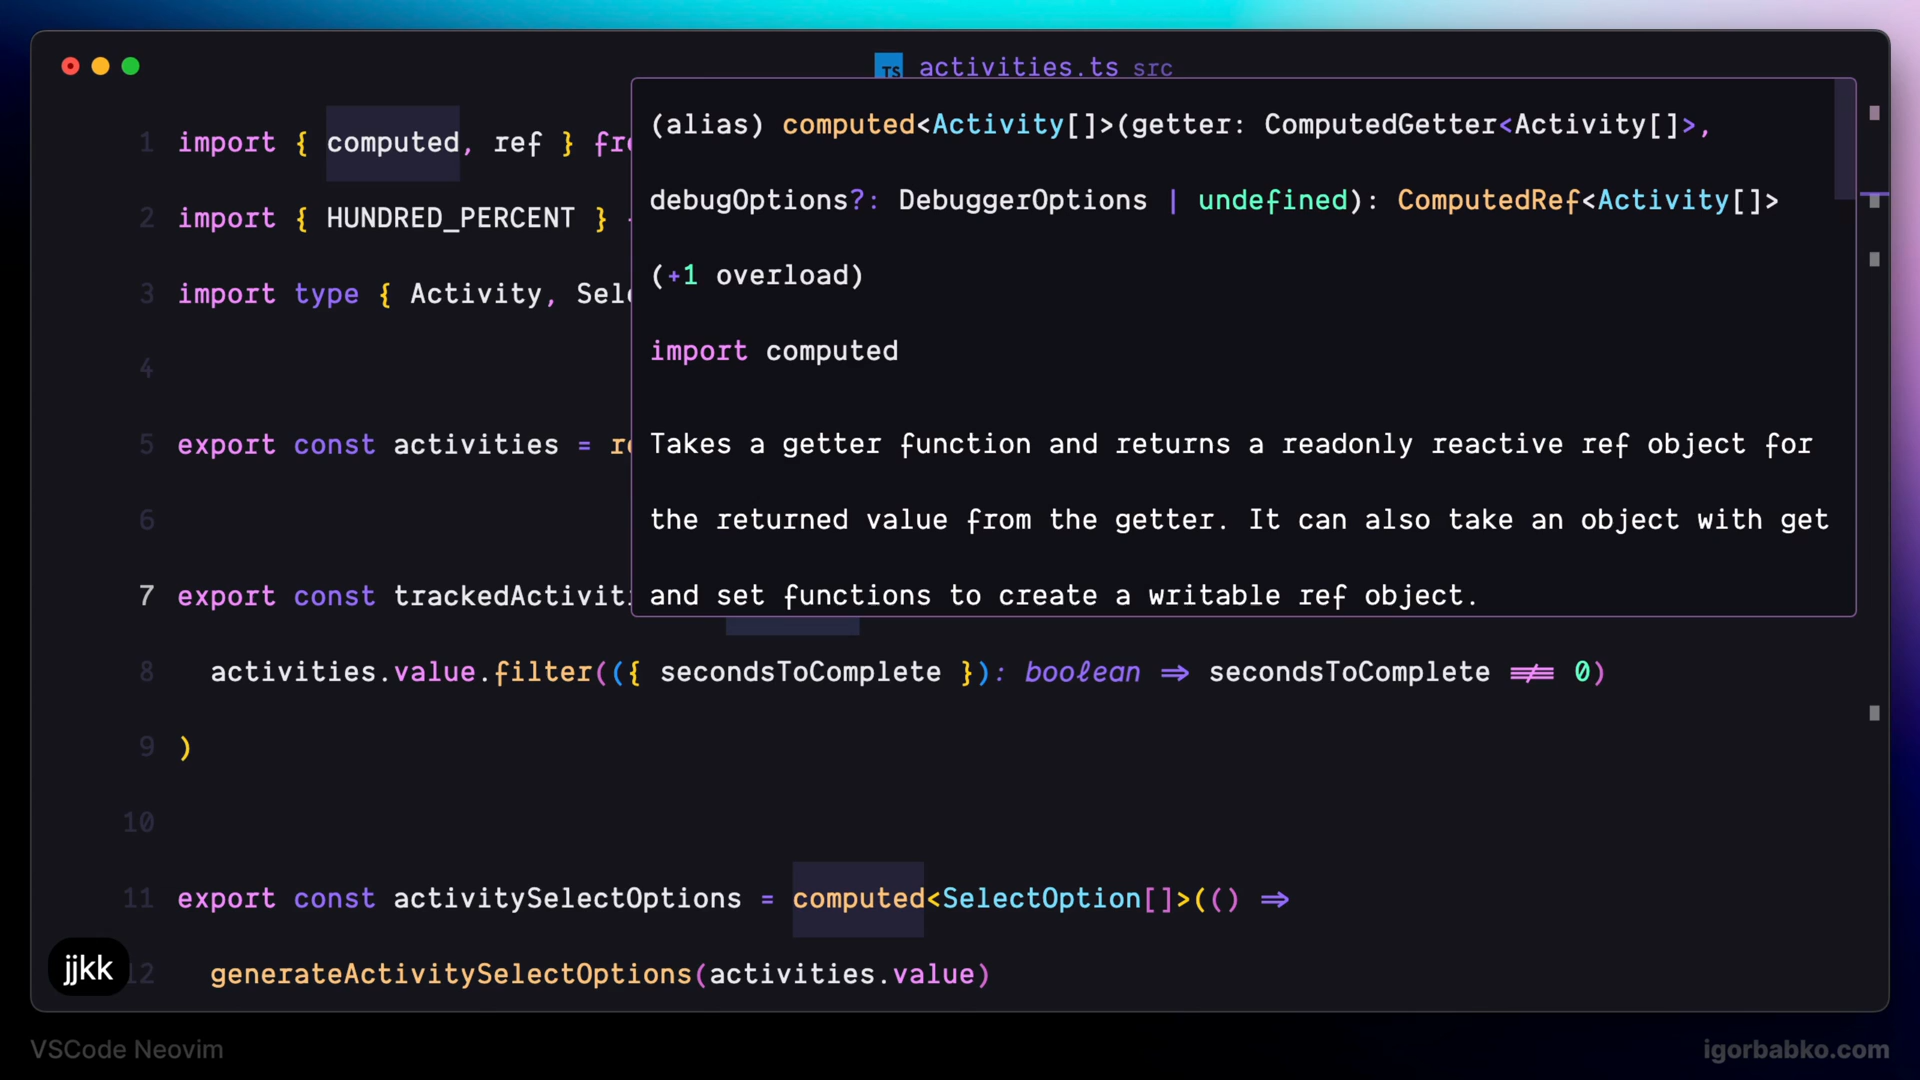 TS activities.ts src
1 import { computed, ref } fr
2 import { HUNDRED_PERCENT }
3 import type { Activity, Sel
4
5 export const activities = r
6
7 export const trackedActiviti
8 activities.value.filter(({ secondsToComplete }): boolean => secondsToComplete !== 0)
9 )
10
11 export const activitySelectOptions = computed<SelectOption[]>(() =>
12 generateActivitySelectOptions(activities.value)
(alias) computed<Activity[]>(getter: ComputedGetter<Activity[]>,
debugOptions?: DebuggerOptions | undefined): ComputedRef<Activity[]>
(+1 overload)
import computed
Takes a getter function and returns a readonly reactive ref object for
the returned value from the getter. It can also take an object with get
and set functions to create a writable ref object.
jjkk
VSCode Neovim
igorbabko.com